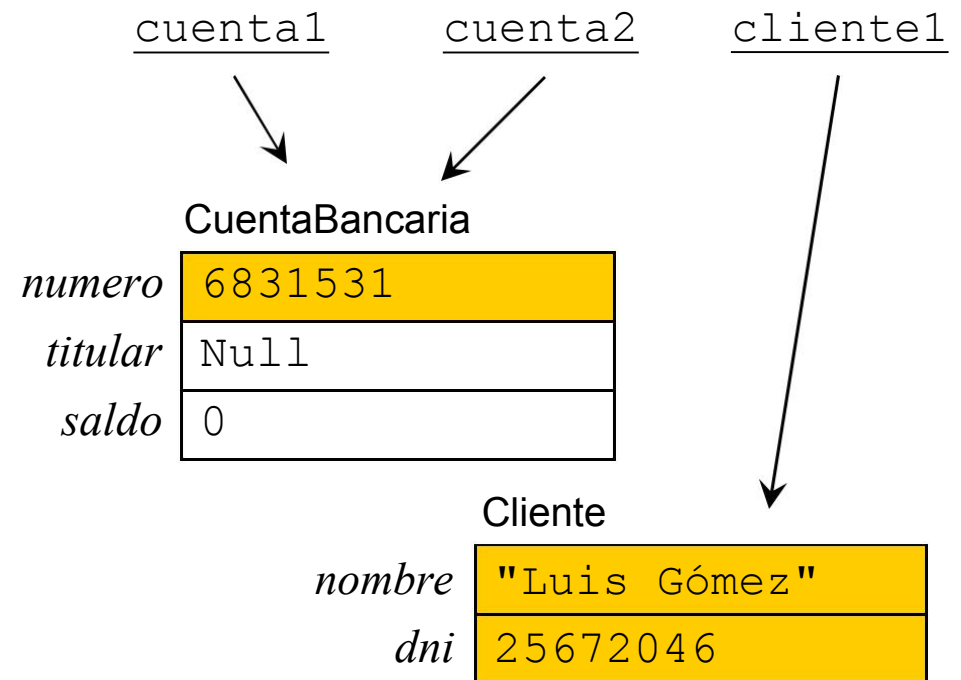 cuenta1 cuenta2 cliente1
CuentaBancaria
numero 6831531
titular Null
saldo 0
Cliente
nombre "Luis Gómez"
dni 25672046